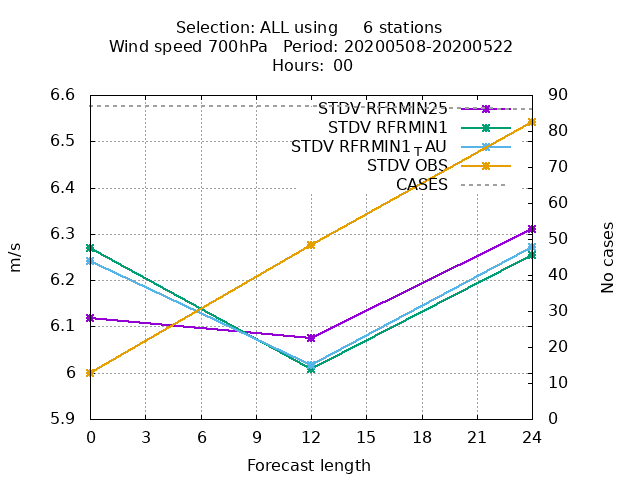 Selection: ALL using     6 stations
Wind speed 700hPa   Period: 20200508-20200522
Hours:  00
6.6
6.5
6.4
6.3
6.2
6.1
6
5.9
90
80
70
60
50
40
30
20
10
0
STDV RFRMIN25
STDV RFRMIN1
STDV RFRMIN1TAU
STDV OBS
CASES
m/s
No cases
0 3 6 9 12 15 18 21 24
Forecast length